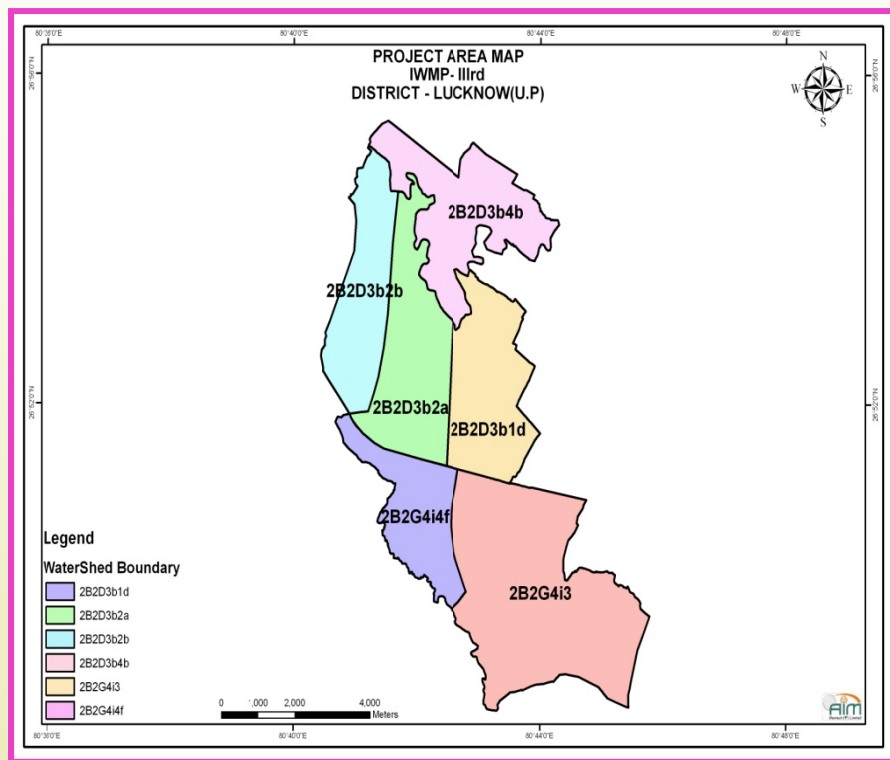 80°36'0"E 80°40'0"E 80°44'0"E 80°48'0"E
PROJECT AREA MAP
IWMP- IIIrd
DISTRICT - LUCKNOW(U.P)
N
W E
S
26°56'0"N 26°56'0"N
2B2D3b4b
2B2D3b2b
26°52'0"N 26°52'0"N
2B2D3b2a
2B2D3b1d
2B2G4i4f
2B2G4i3
Legend
WaterShed Boundary
2B2D3b1d
2B2D3b2a
2B2D3b2b
2B2D3b4b
2B2G4i3
2B2G4i4f
0 1,000 2,000 4,000
Meters
AIM
80°36'0"E 80°40'0"E 80°44'0"E 80°48'0"E